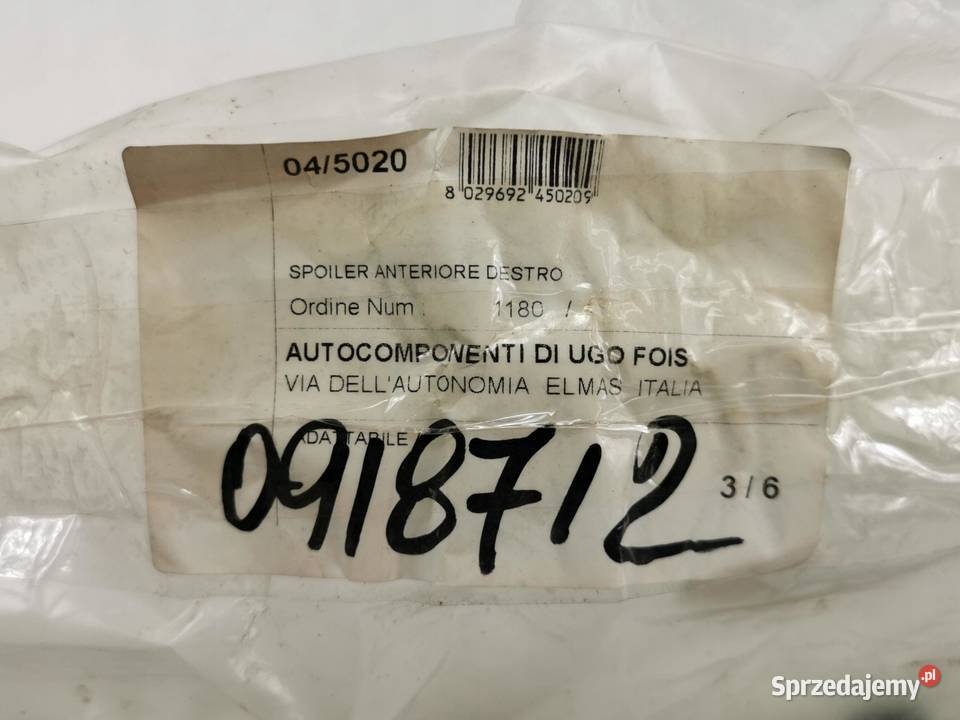 04/5020
8 029692 450209
SPOILER ANTERIORE DESTRO
Ordine Num : 1180 /
AUTOCOMPONENTI DI UGO FOIS
VIA DELL'AUTONOMIA ELMAS ITALIA
ADATTABILE
0918712
3 / 6
Sprzedajemy.pl